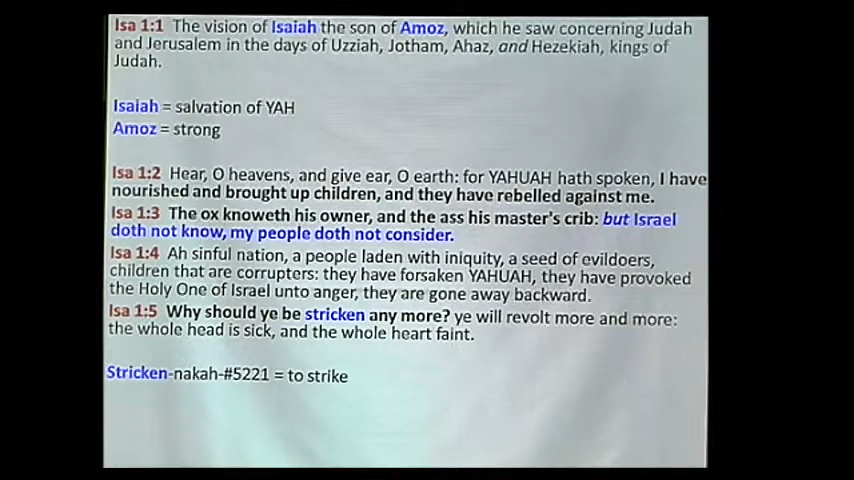 Isa 1:1 The vision of Isaiah the son of Amoz, which he saw concerning Judah
and Jerusalem in the days of Uzziah, Jotham, Ahaz, and Hezekiah, kings of
Judah.
Isaiah = salvation of YAH
Amoz = strong
Isa 1:2 Hear, O heavens, and give ear, O earth: for YAHUAH hath spoken, I have
nourished and brought up children, and they have rebelled against me.
Isa 1:3 The ox knoweth his owner, and the ass his master's crib: but Israel
doth not know, my people doth not consider.
Isa 1:4 Ah sinful nation, a people laden with iniquity, a seed of evildoers,
children that are corrupters: they have forsaken YAHUAH, they have provoked
the Holy One of Israel unto anger, they are gone away backward.
Isa 1:5 Why should ye be stricken any more? ye will revolt more and more:
the whole head is sick, and the whole heart faint.
Stricken-nakah-#5221 = to strike